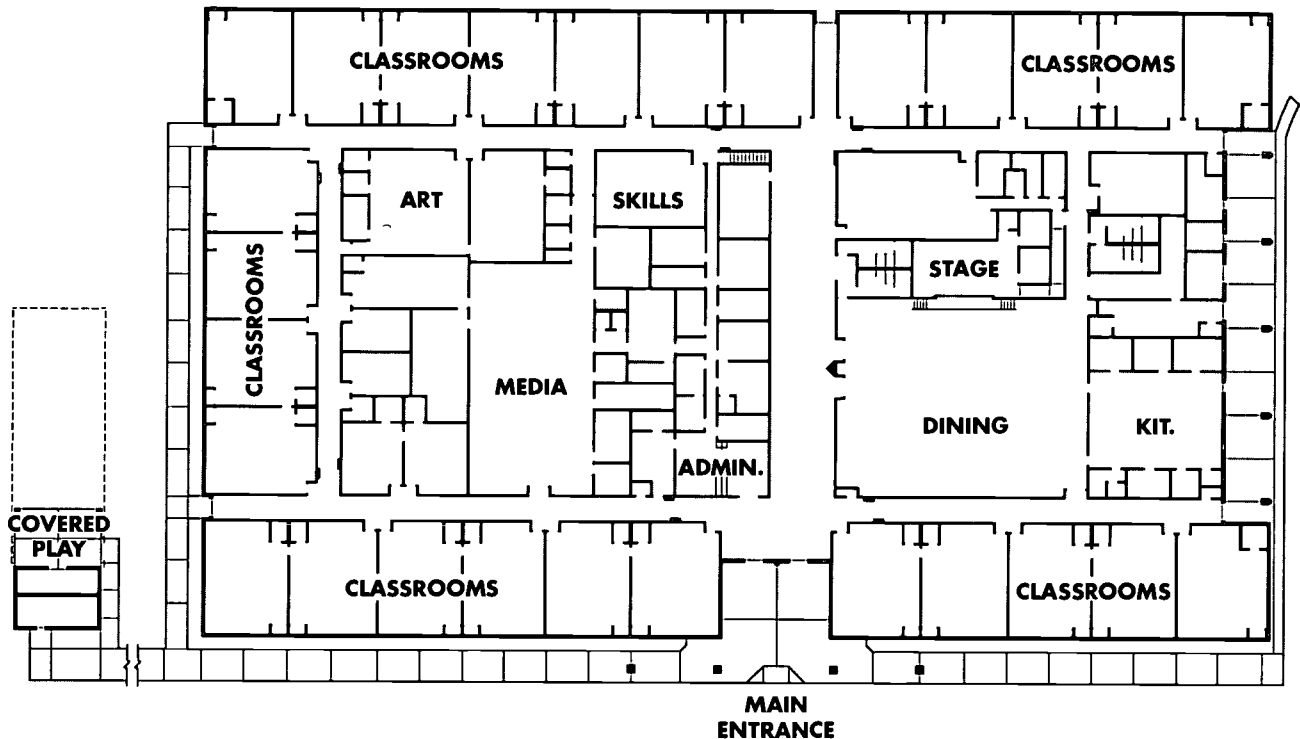 CLASSROOMS
CLASSROOMS
ART
SKILLS
CLASSROOMS
STAGE
MEDIA
DINING
KIT.
ADMIN.
COVERED
PLAY
CLASSROOMS
CLASSROOMS
MAIN
ENTRANCE